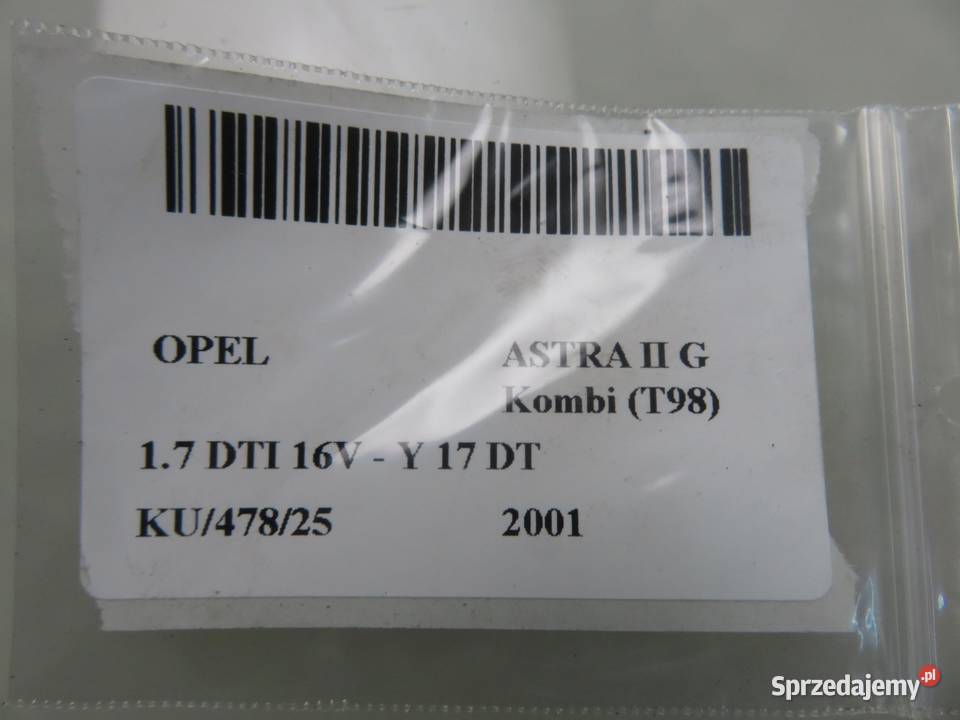 OPEL ASTRA II G
Kombi (T98)
1.7 DTI 16V - Y 17 DT
KU/478/25 2001
Sprzedajemy.pl